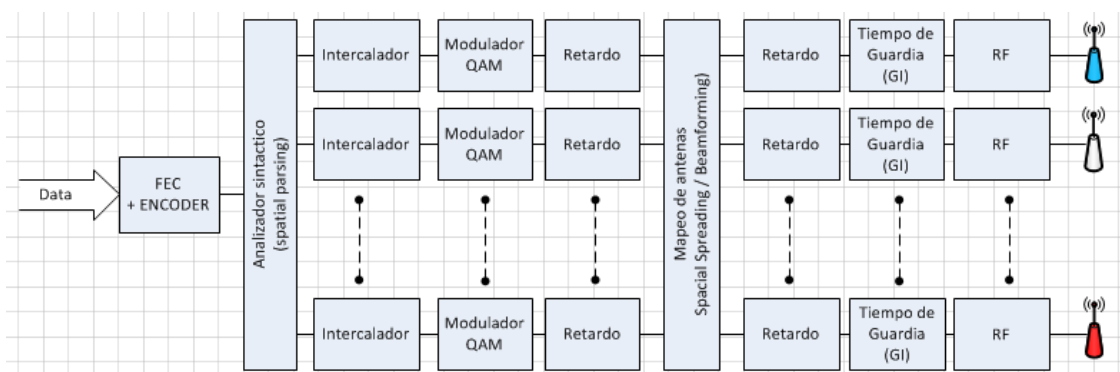 Data
FEC
+ ENCODER
Analizador sintactico
(spatial parsing)
Intercalador
Modulador
QAM
Retardo
Intercalador
Modulador
QAM
Retardo
Intercalador
Modulador
QAM
Retardo
Mapeo de antenas
Spacial Spreading / Beamforming)
Retardo
Tiempo de
Guardia
(GI)
RF
Retardo
Tiempo de
Guardia
(GI)
RF
Retardo
Tiempo de
Guardia
(GI)
RF